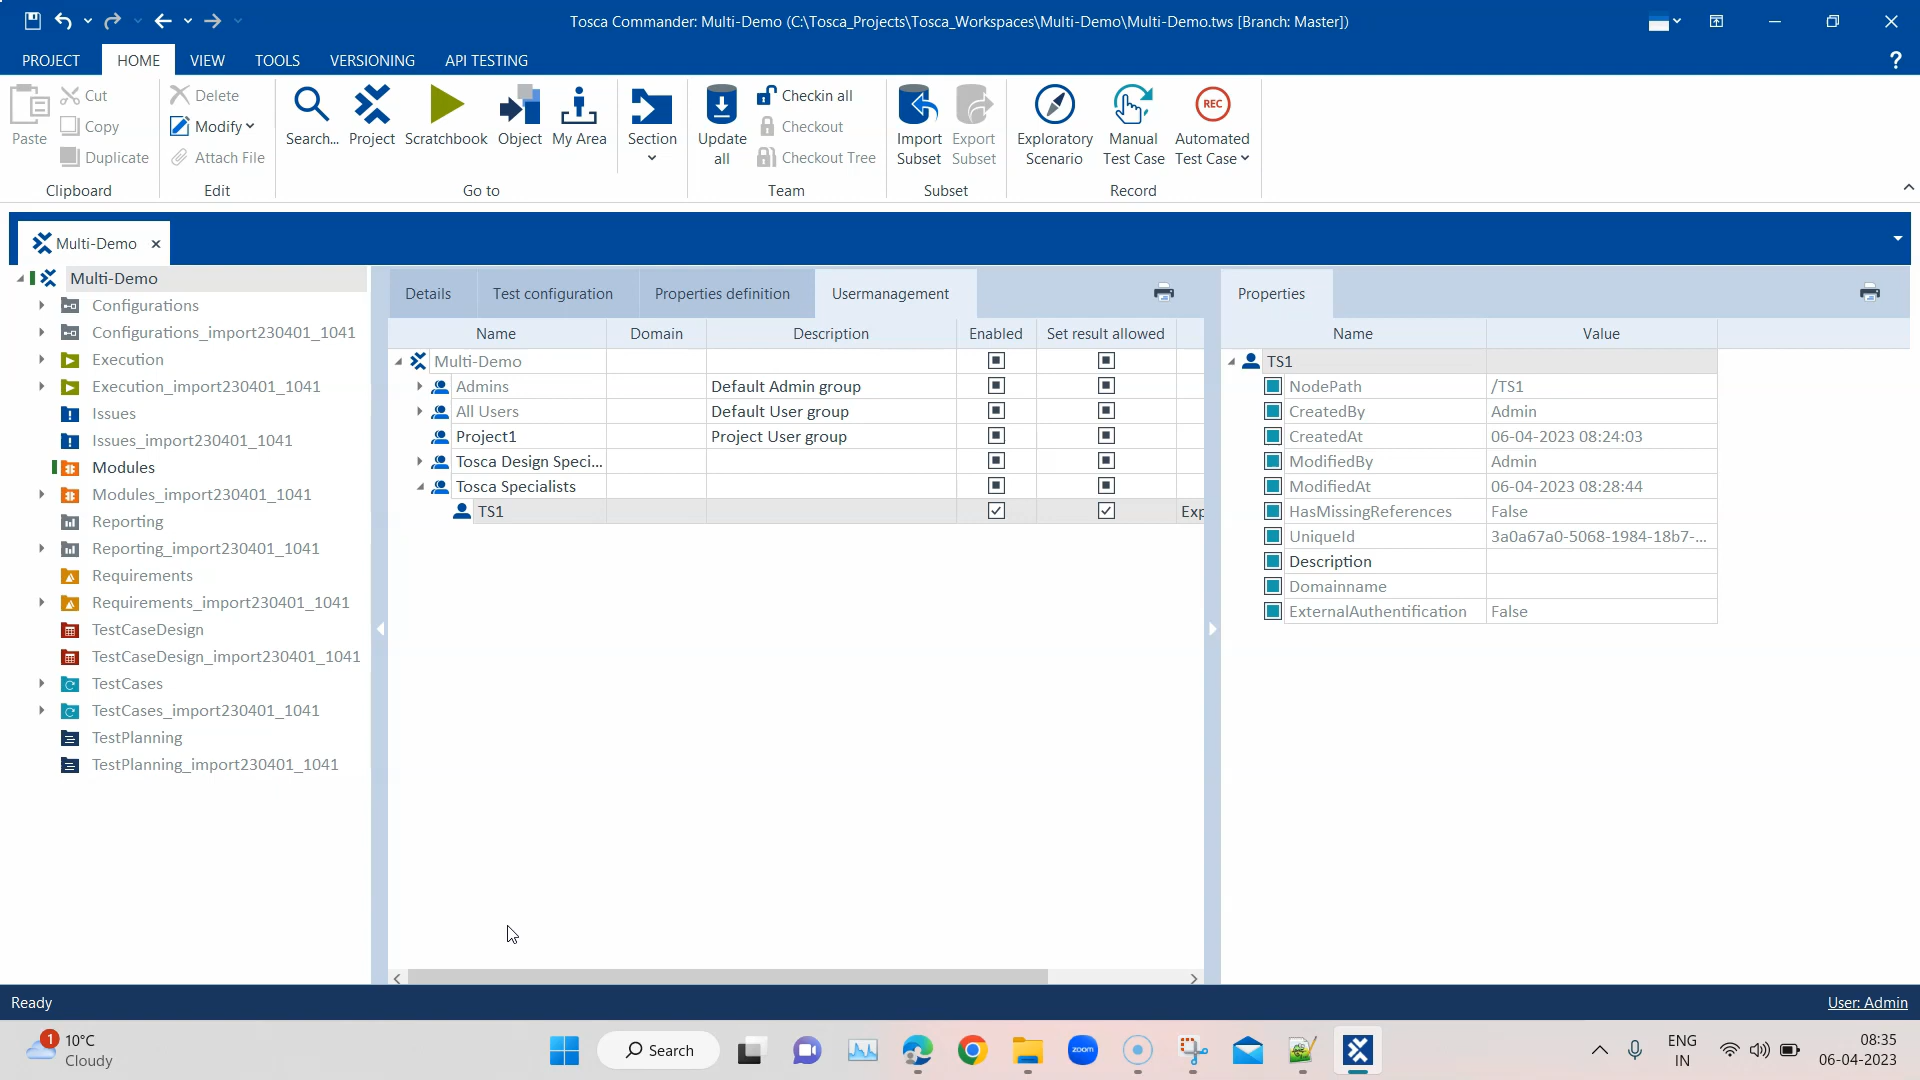 Tosca Commander: Multi-Demo (C:\Tosca_Projects\Tosca_Workspaces\Multi-Demo\Multi-Demo.tws [Branch: Master])
PROJECT HOME VIEW TOOLS VERSIONING API TESTING ?
Paste
Cut
Copy
Duplicate
Clipboard
Delete
Modify
Attach File
Edit
Search... Project Scratchbook Object My Area Section
Go to
Update all
Checkin all
Checkout
Checkout Tree
Team
Import Subset
Export Subset
Subset
Exploratory Scenario
Manual Test Case
REC
Automated Test Case
Record
Multi-Demo
Multi-Demo
Configurations
Configurations_import230401_1041
Execution
Execution_import230401_1041
Issues
Issues_import230401_1041
Modules
Modules_import230401_1041
Reporting
Reporting_import230401_1041
Requirements
Requirements_import230401_1041
TestCaseDesign
TestCaseDesign_import230401_1041
TestCases
TestCases_import230401_1041
TestPlanning
TestPlanning_import230401_1041
Details Test configuration Properties definition Usermanagement
Name Domain Description Enabled Set result allowed
Multi-Demo
Admins Default Admin group
All Users Default User group
Project1 Project User group
Tosca Design Speci...
Tosca Specialists
TS1 Exp
Properties
Name Value
TS1
NodePath /TS1
CreatedBy Admin
CreatedAt 06-04-2023 08:24:03
ModifiedBy Admin
ModifiedAt 06-04-2023 08:28:44
HasMissingReferences False
UniqueId 3a0a67a0-5068-1984-18b7-...
Description
Domainname
ExternalAuthentification False
Ready
User: Admin
1
10°C
Cloudy
Search
zoom
ENG
IN
08:35
06-04-2023